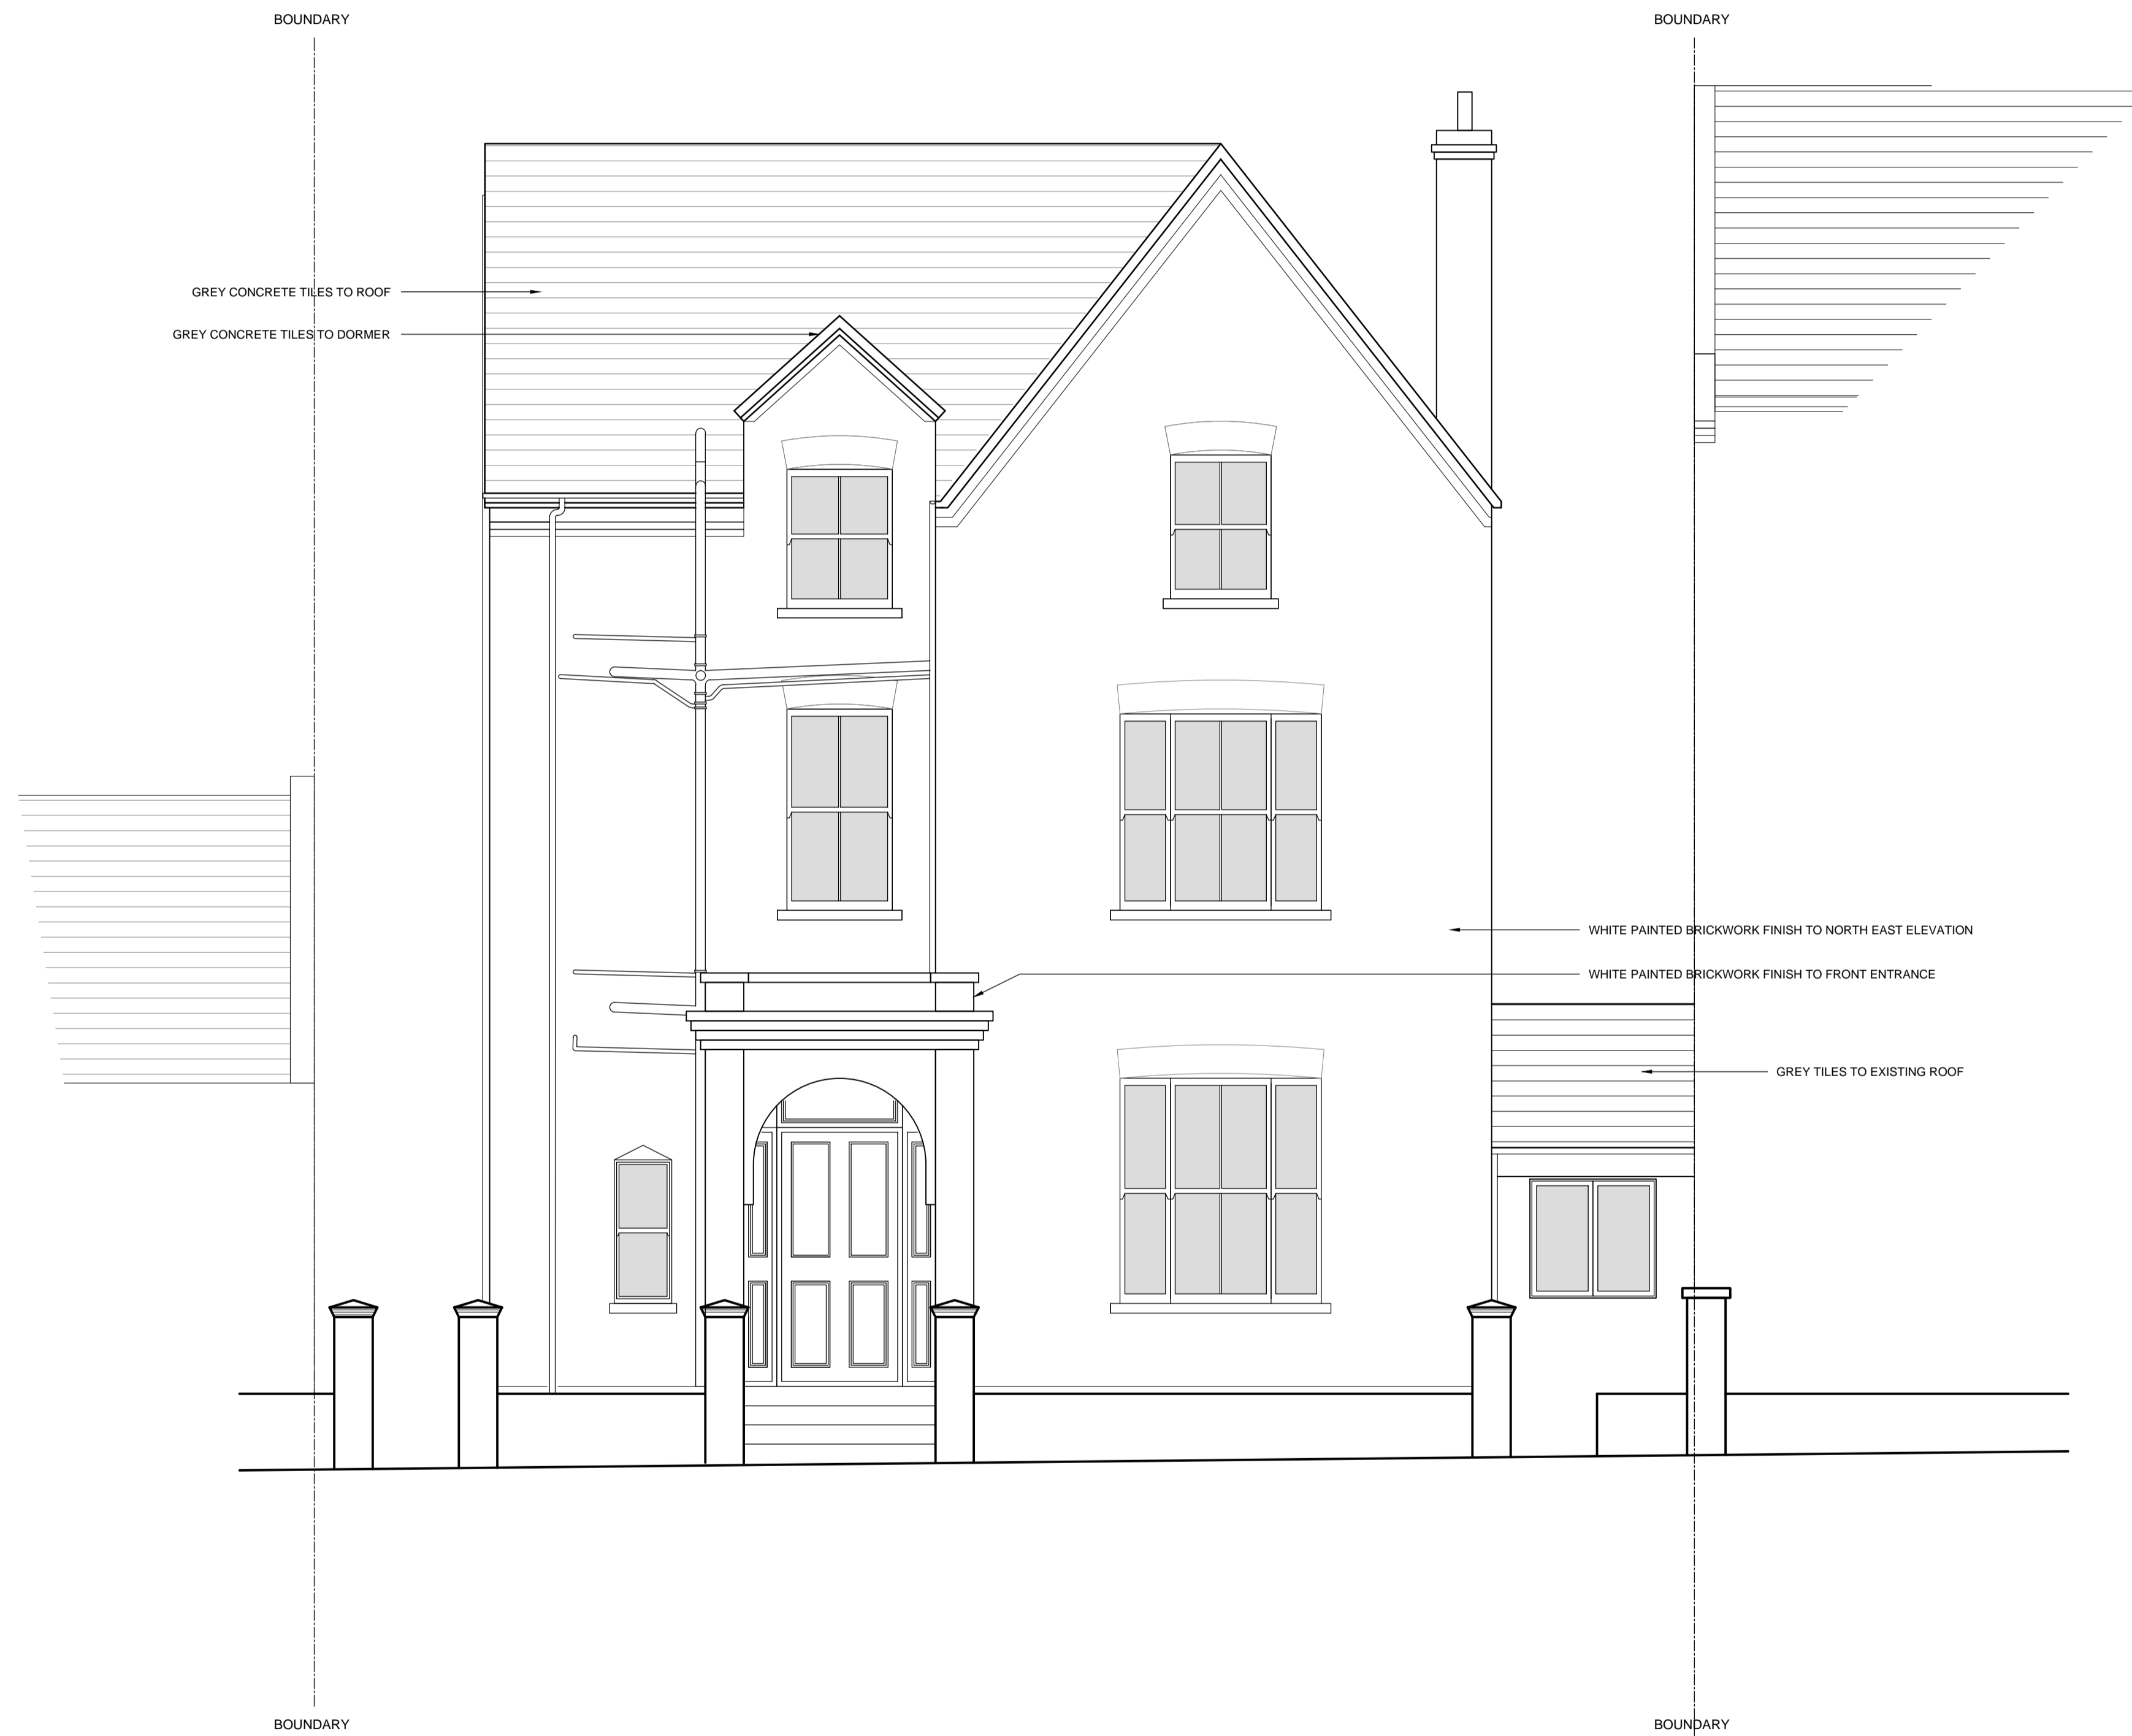 BOUNDARY
BOUNDARY
GREY CONCRETE TILES TO ROOF
GREY CONCRETE TILES TO DORMER
WHITE PAINTED BRICKWORK FINISH TO NORTH EAST ELEVATION
WHITE PAINTED BRICKWORK FINISH TO FRONT ENTRANCE
GREY TILES TO EXISTING ROOF
BOUNDARY
BOUNDARY